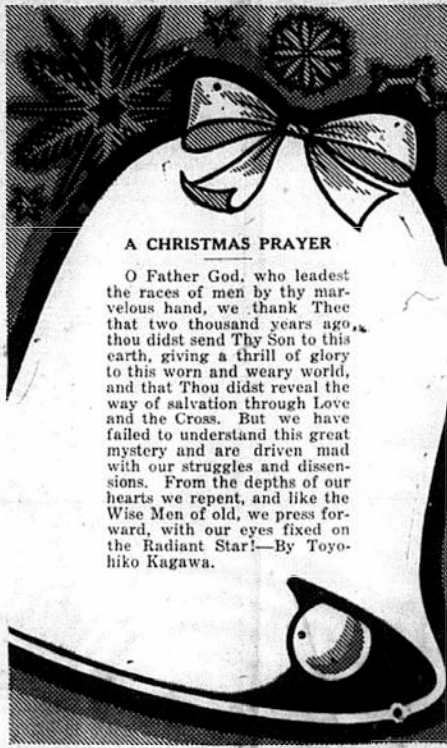 A CHRISTMAS PRAYER
O Father God, who leadest
the races of men by thy mar-
velous hand, we thank Thee
that two thousand years ago,
thou didst send Thy Son to this
earth, giving a thrill of glory
to this worn and weary world,
and that Thou didst reveal the
way of salvation through Love
and the Cross. But we have
failed to understand this great
mystery and are driven mad
with our struggles and dissen-
sions. From the depths of our
hearts we repent, and like the
Wise Men of old, we press for-
ward, with our eyes fixed on
the Radiant Star!—By Toyo-
hiko Kagawa.